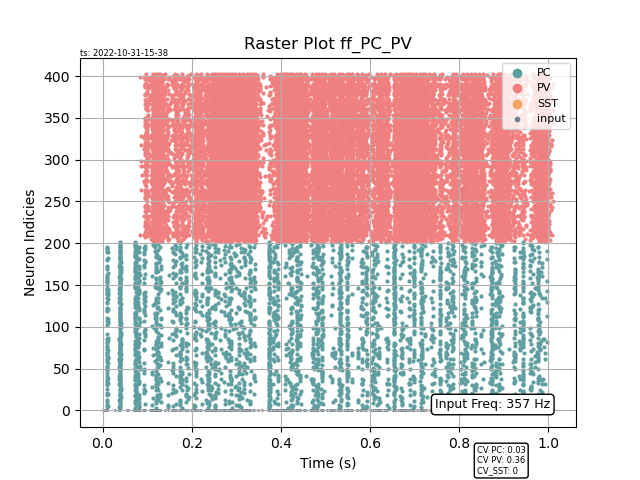 ts: 2022-10-31-15-38
Raster Plot ff_PC_PV
PC
PV
SST
input
400
350
300
250
200
150
100
50
0
Neuron Indicies
Input Freq: 357 Hz
0.0 0.2 0.4 0.6 0.8 1.0
Time (s)
CV PC: 0.03
CV PV: 0.36
CV_SST: 0